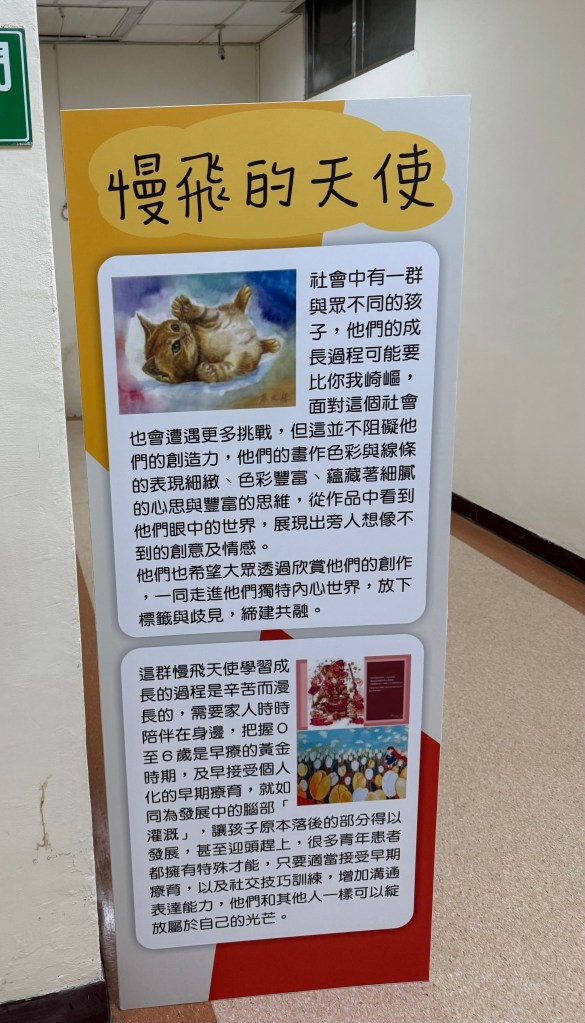 慢飛的天使
社會中有一群
與眾不同的孩
子，他們的成
長過程可能要
比你我崎嶇，
面對這個社會
也會遭遇更多挑戰，但這並不阻礙他
們的創造力，他們的畫作色彩與線條
的表現細緻、色彩豐富、蘊藏著細膩
的心思與豐富的思維，從作品中看到
他們眼中的世界，展現出旁人想像不
到的創意及情感。
他們也希望大眾透過欣賞他們的創作
，一同走進他們獨特內心世界，放下
標籤與歧見，締建共融。
這群慢飛天使學習成
長的過程是辛苦而漫
長的，需要家人時時
陪伴在身邊，把握０
至６歲是早療的黃金
時期，及早接受個人
化的早期療育，就如
同為發展中的腦部「
灌溉」，讓孩子原本落後的部分得以
發展，甚至迎頭趕上，很多青年患者
都擁有特殊才能，只要適當接受早期
療育，以及社交技巧訓練，增加溝通
表達能力，他們和其他人一樣可以綻
放屬於自己的光芒。